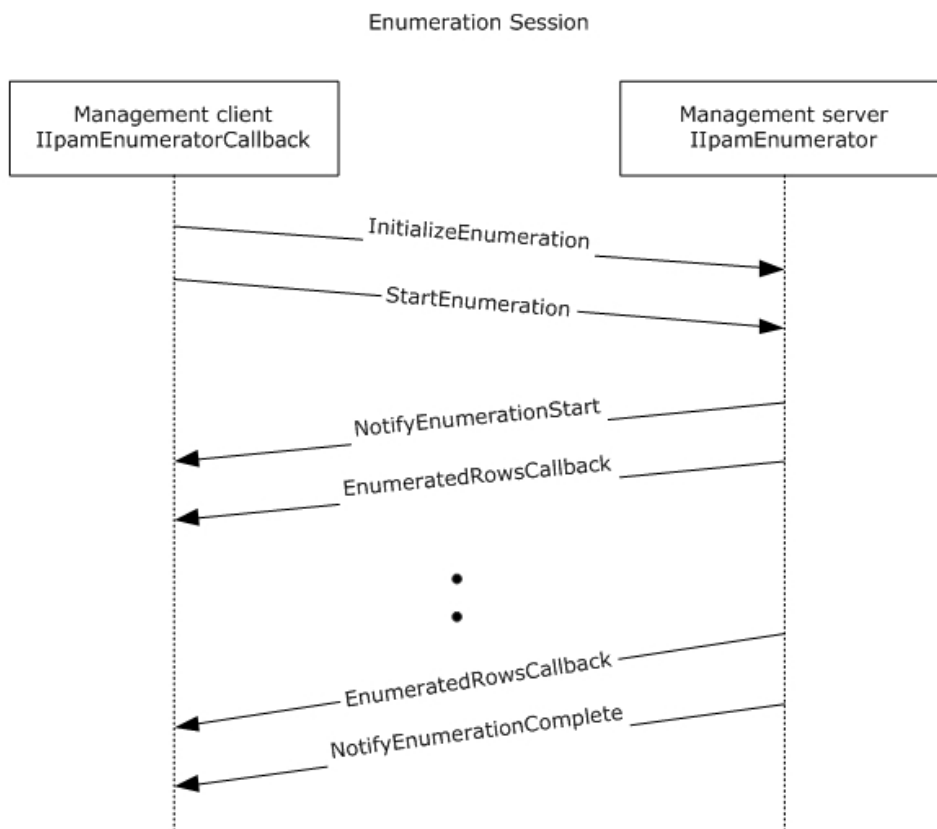 Enumeration Session
Management client
IIpamEnumeratorCallback
Management server
IIpamEnumerator
InitializeEnumeration
StartEnumeration
NotifyEnumerationStart
EnumeratedRowsCallback
EnumeratedRowsCallback
NotifyEnumerationComplete